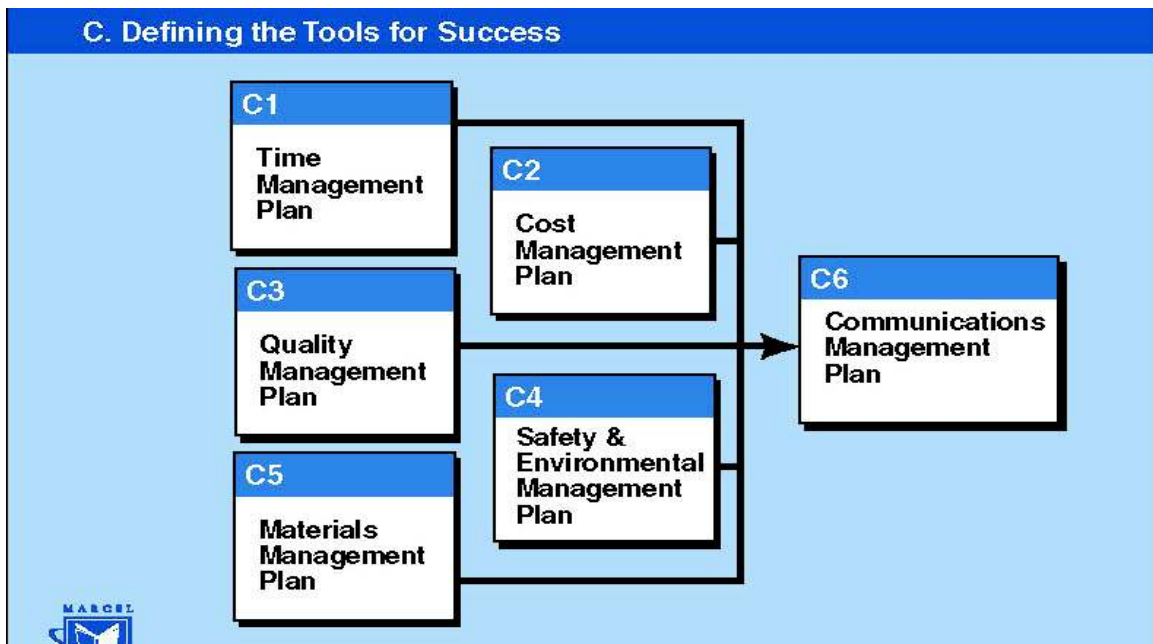 C. Defining the Tools for Success
C1
Time
Management
Plan
C2
Cost
Management
Plan
C3
Quality
Management
Plan
C4
Safety &
Environmental
Management
Plan
C5
Materials
Management
Plan
C6
Communications
Management
Plan
MARCEL